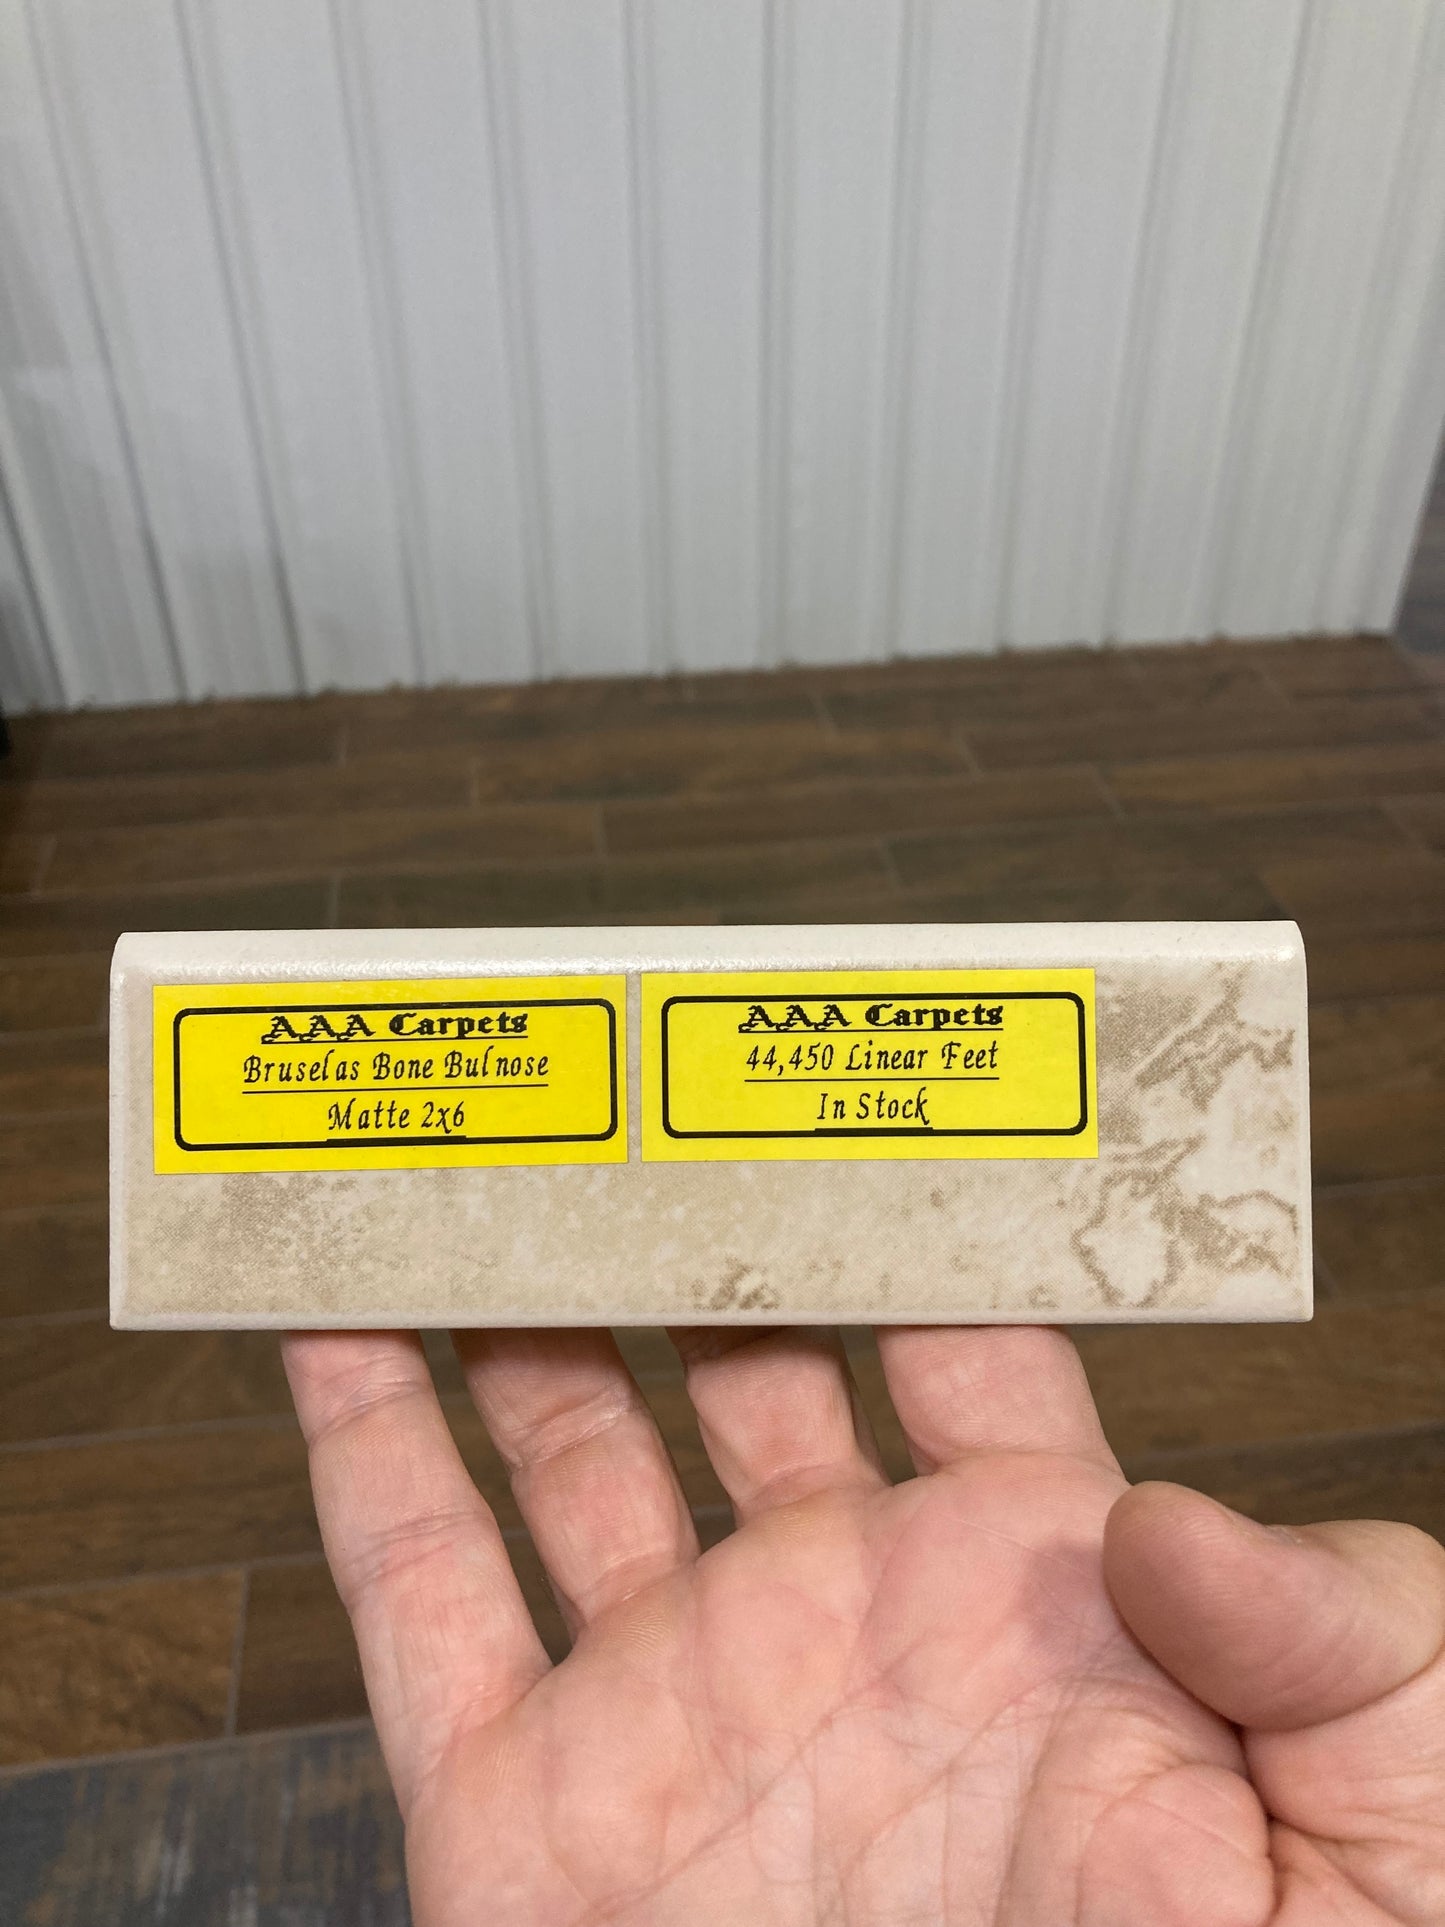 AAA Carpets
Bruselas Bone Bulnose
Matte 2x6
AAA Carpets
44,450 Linear Feet
In Stock